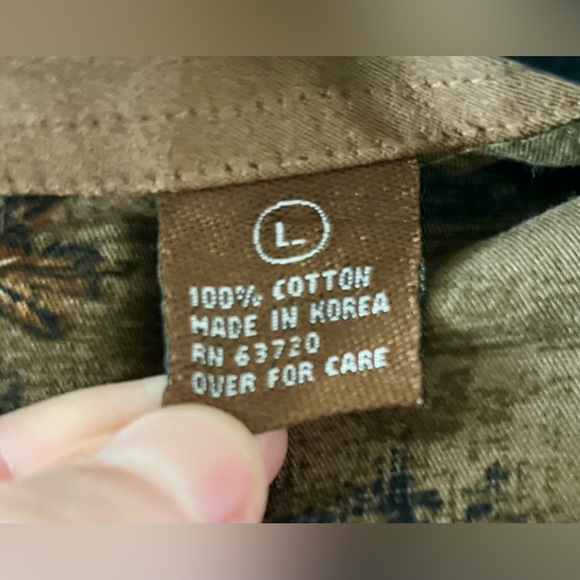 L
100% COTTON
MADE IN KOREA
RN 63720
OVER FOR CARE